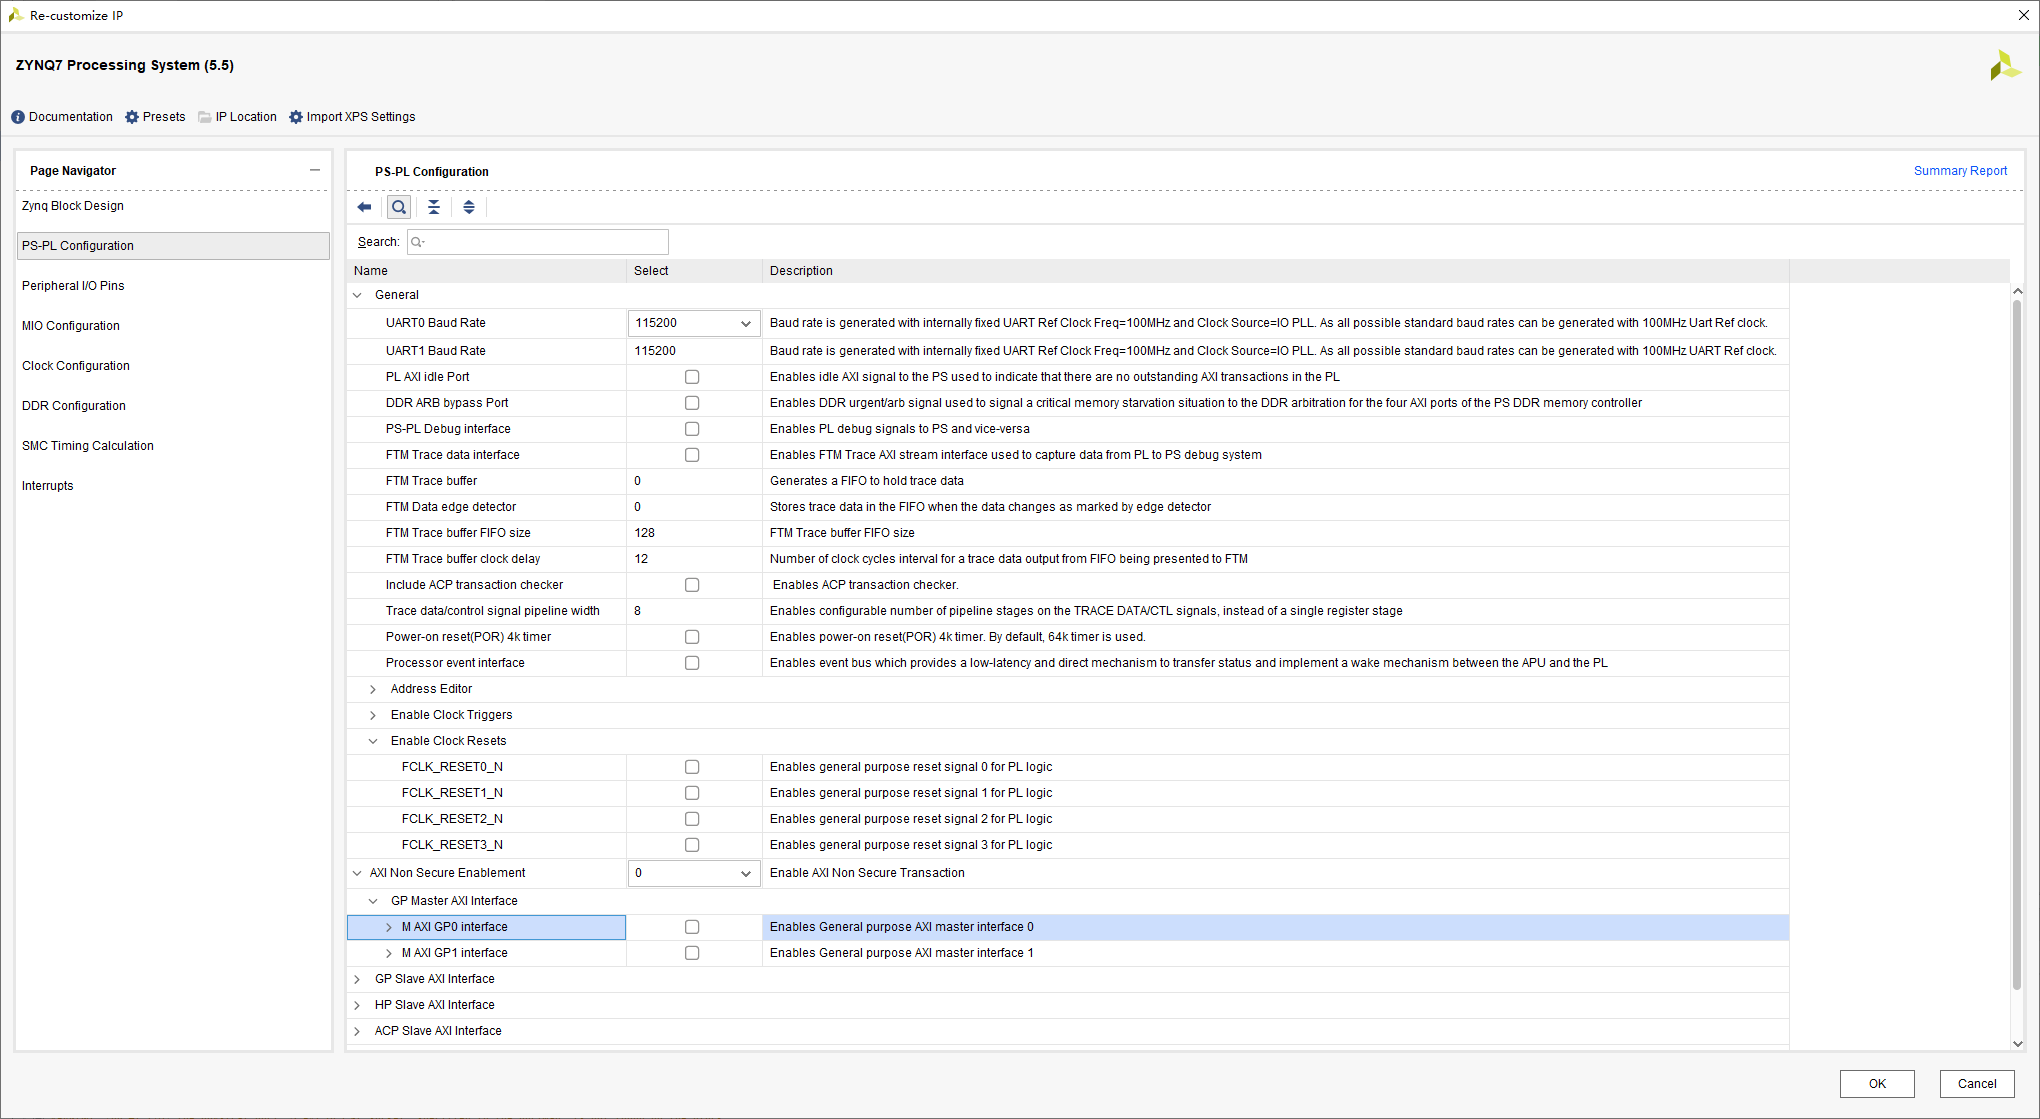 Re-customize IP
ZYNQ7 Processing System (5.5)
Documentation Presets IP Location Import XPS Settings
Page Navigator
Zynq Block Design
PS-PL Configuration
Peripheral I/O Pins
MIO Configuration
Clock Configuration
DDR Configuration
SMC Timing Calculation
Interrupts
PS-PL Configuration Summary Report
Search:
Name Select Description
General
UART0 Baud Rate 115200 Baud rate is generated with internally fixed UART Ref Clock Freq=100MHz and Clock Source=IO PLL. As all possible standard baud rates can be generated with 100MHz Uart Ref clock.
UART1 Baud Rate 115200 Baud rate is generated with internally fixed UART Ref Clock Freq=100MHz and Clock Source=IO PLL. As all possible standard baud rates can be generated with 100MHz UART Ref clock.
PL AXI idle Port Enables idle AXI signal to the PS used to indicate that there are no outstanding AXI transactions in the PL
DDR ARB bypass Port Enables DDR urgent/arb signal used to signal a critical memory starvation situation to the DDR arbitration for the four AXI ports of the PS DDR memory controller
PS-PL Debug interface Enables PL debug signals to PS and vice-versa
FTM Trace data interface Enables FTM Trace AXI stream interface used to capture data from PL to PS debug system
FTM Trace buffer 0 Generates a FIFO to hold trace data
FTM Data edge detector 0 Stores trace data in the FIFO when the data changes as marked by edge detector
FTM Trace buffer FIFO size 128 FTM Trace buffer FIFO size
FTM Trace buffer clock delay 12 Number of clock cycles interval for a trace data output from FIFO being presented to FTM
Include ACP transaction checker Enables ACP transaction checker.
Trace data/control signal pipeline width 8 Enables configurable number of pipeline stages on the TRACE DATA/CTL signals, instead of a single register stage
Power-on reset(POR) 4k timer Enables power-on reset(POR) 4k timer. By default, 64k timer is used.
Processor event interface Enables event bus which provides a low-latency and direct mechanism to transfer status and implement a wake mechanism between the APU and the PL
Address Editor
Enable Clock Triggers
Enable Clock Resets
FCLK_RESET0_N Enables general purpose reset signal 0 for PL logic
FCLK_RESET1_N Enables general purpose reset signal 1 for PL logic
FCLK_RESET2_N Enables general purpose reset signal 2 for PL logic
FCLK_RESET3_N Enables general purpose reset signal 3 for PL logic
AXI Non Secure Enablement 0 Enable AXI Non Secure Transaction
GP Master AXI Interface
M AXI GP0 interface Enables General purpose AXI master interface 0
M AXI GP1 interface Enables General purpose AXI master interface 1
GP Slave AXI Interface
HP Slave AXI Interface
ACP Slave AXI Interface
OK Cancel